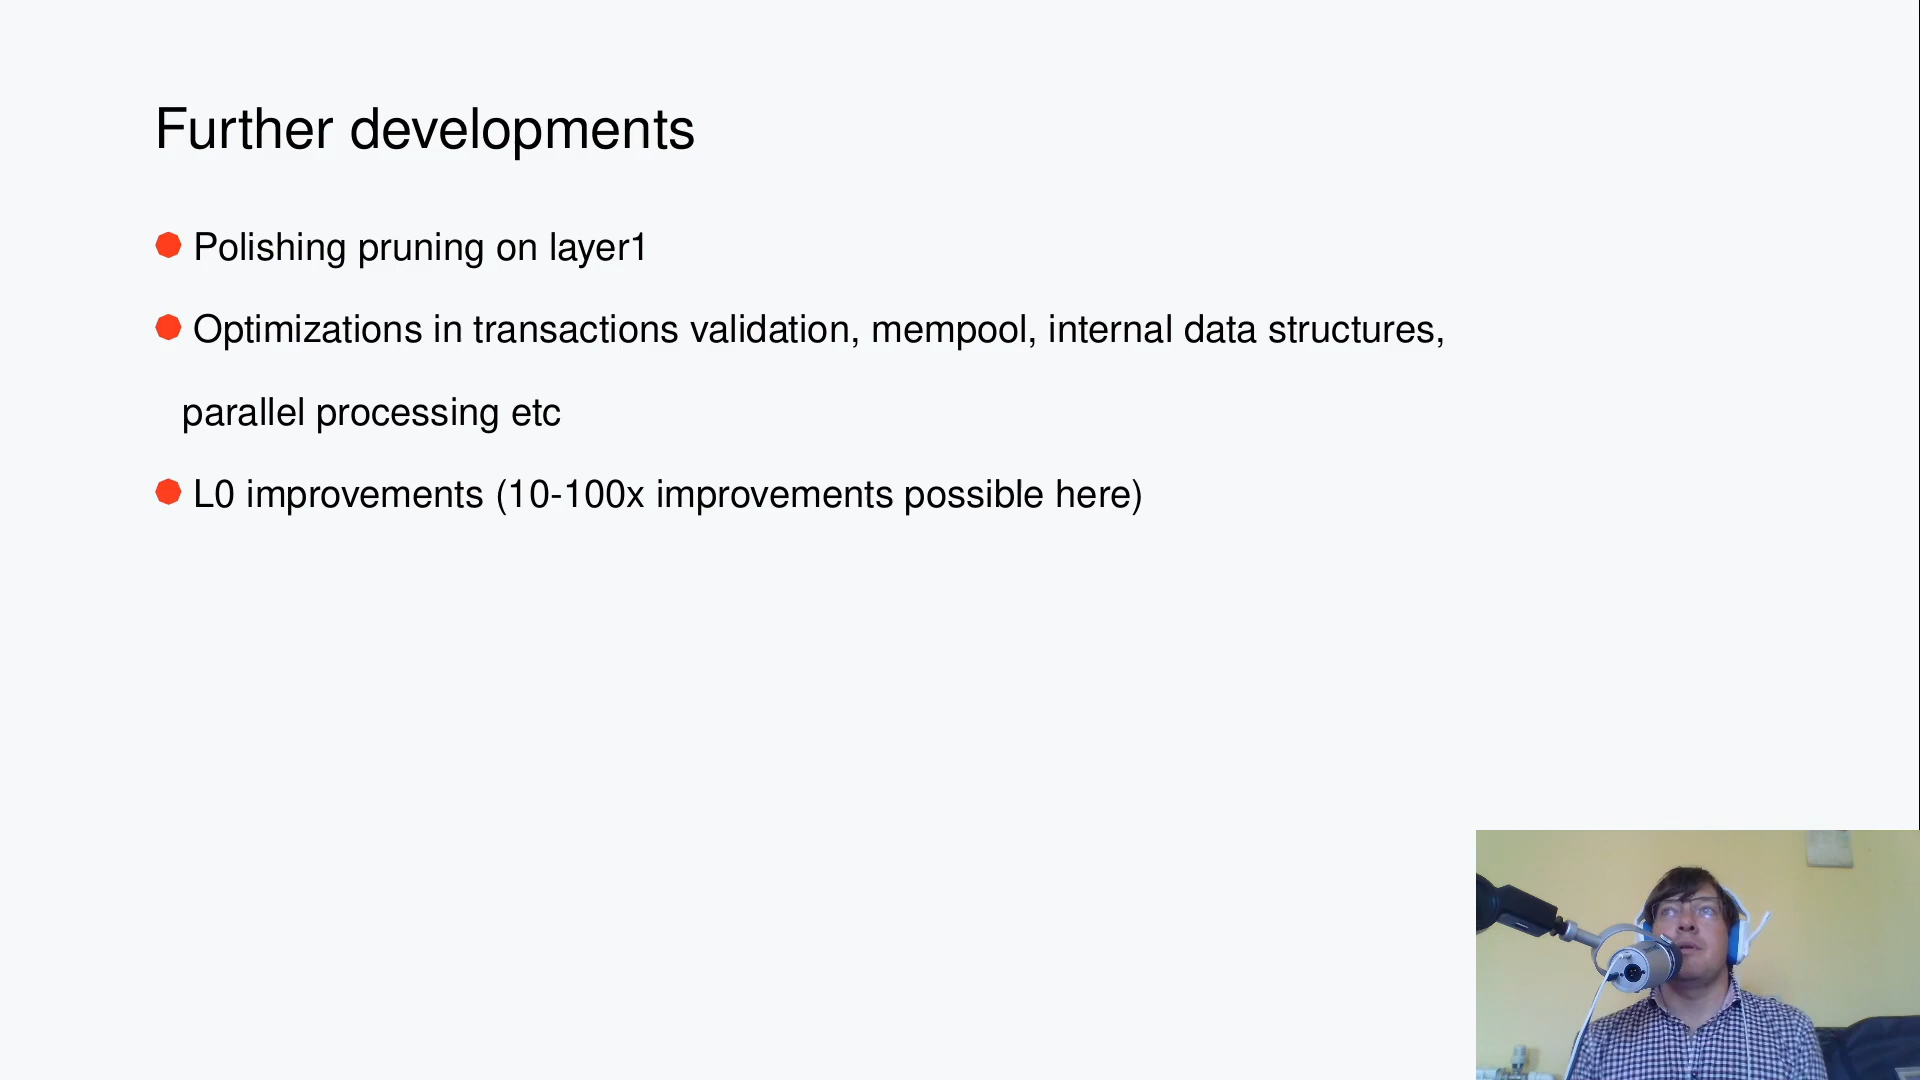 Further developments
Polishing pruning on layer1
Optimizations in transactions validation, mempool, internal data structures,
parallel processing etc
L0 improvements (10-100x improvements possible here)